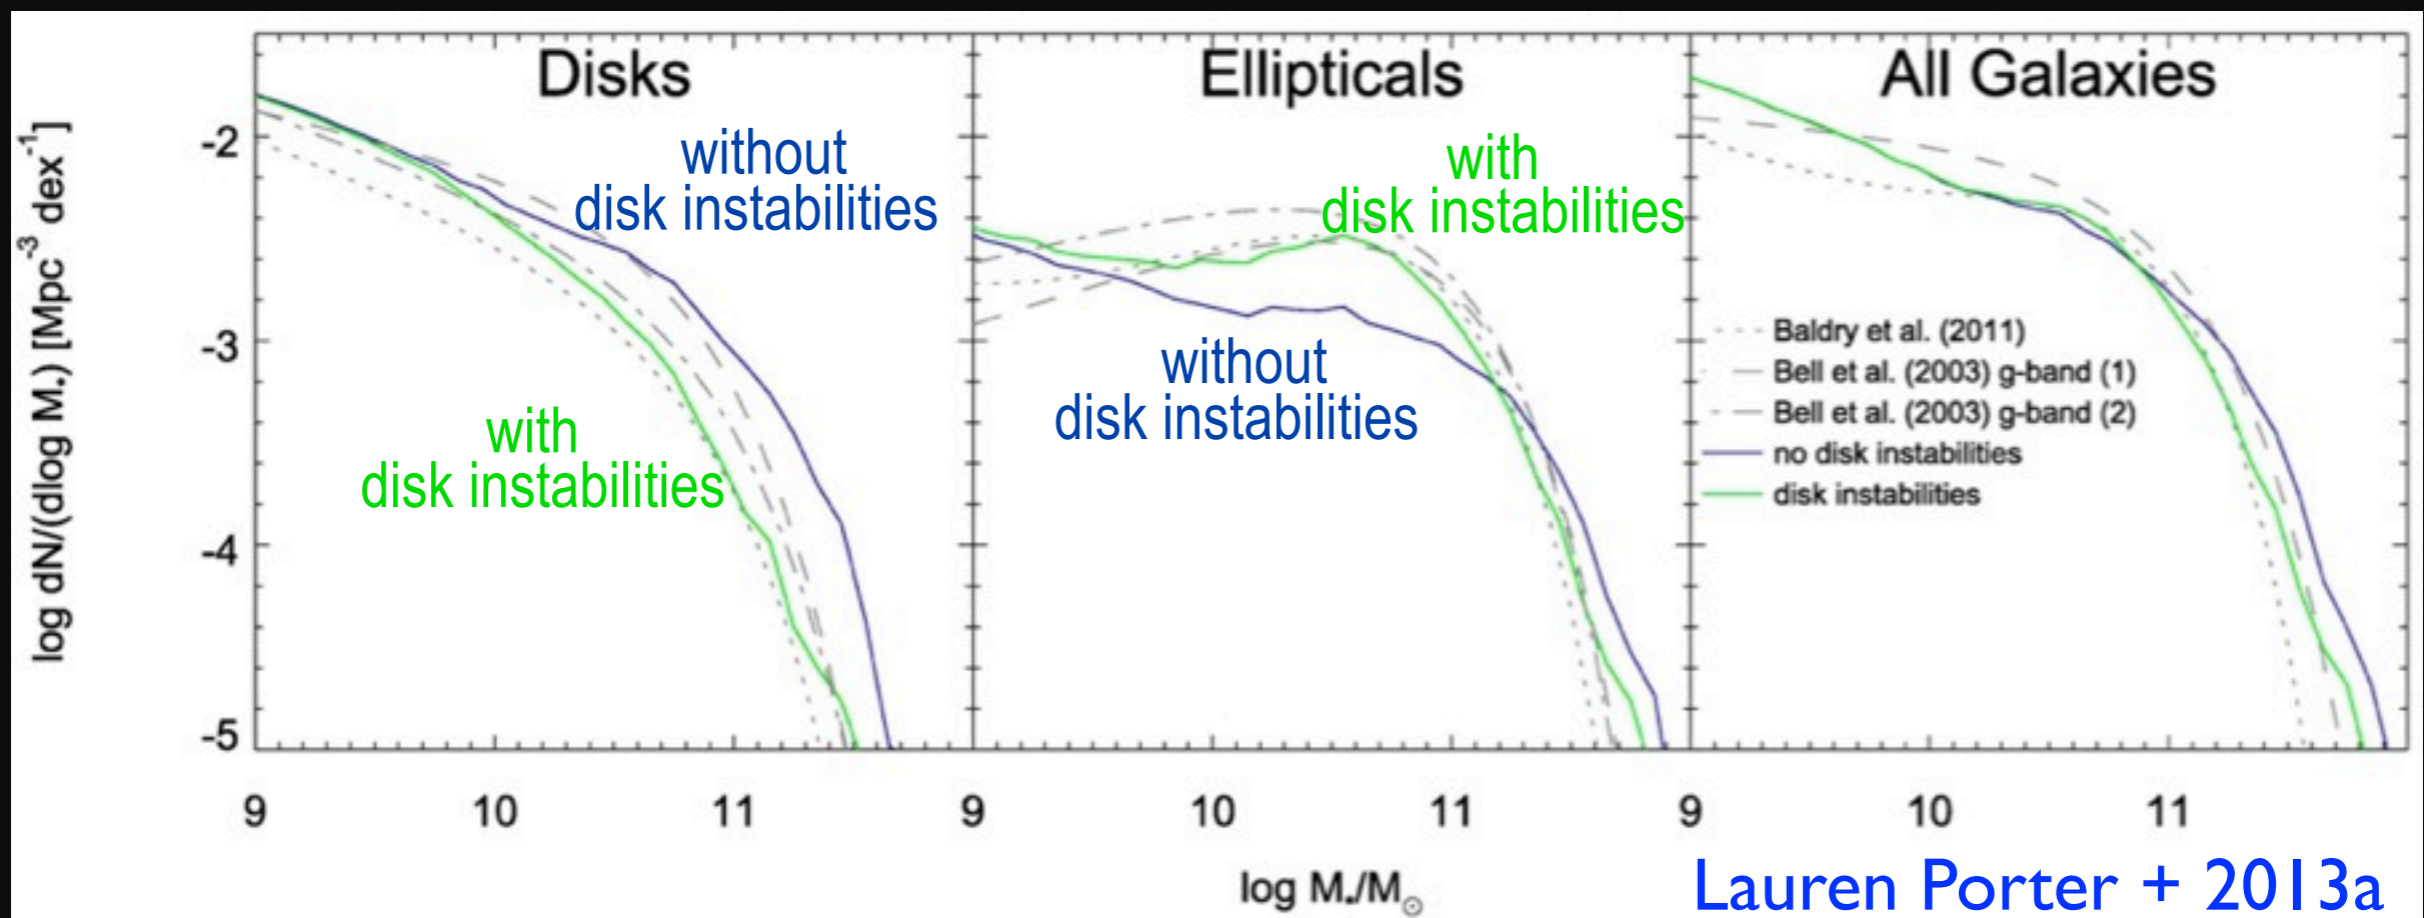 Disks
Ellipticals
All Galaxies
without
disk instabilities
with
disk instabilities
with
disk instabilities
without
disk instabilities
Baldry et al. (2011)
Bell et al. (2003) g-band (1)
Bell et al. (2003) g-band (2)
no disk instabilities
disk instabilities
log dN/(dlog M*) [Mpc⁻³ dex⁻¹]
-2
-3
-4
-5
9 10 11 9 10 11 9 10 11
log M*/M☉
Lauren Porter + 2013a